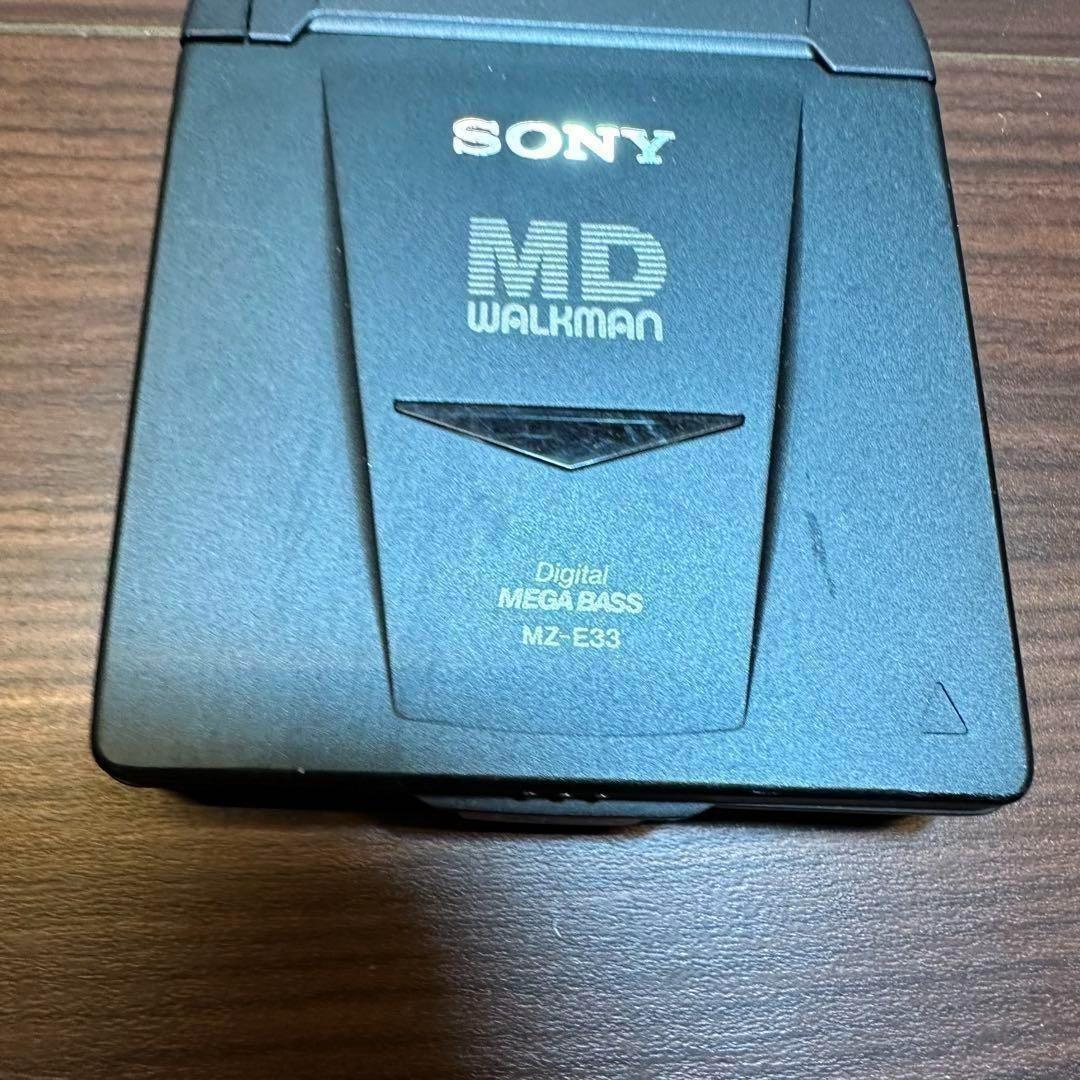 SONY
MD
WALKMAN
Digital
MEGA BASS
MZ-E33